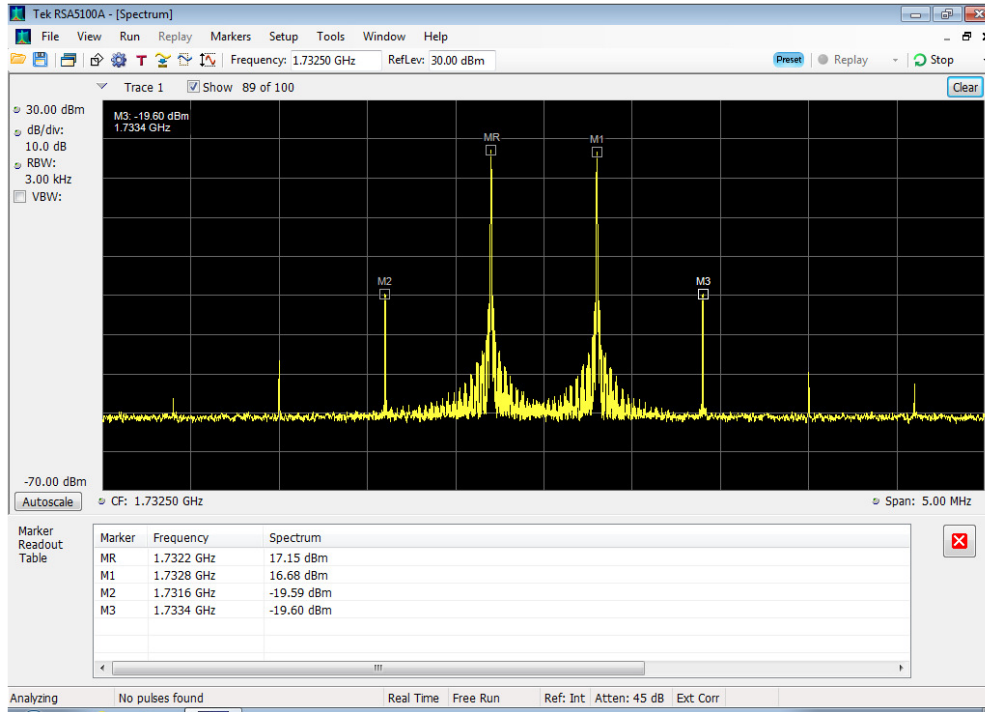 Tek RSA5100A - [Spectrum]
File View Run Replay Markers Setup Tools Window Help
T Frequency: 1.73250 GHz RefLev: 30.00 dBm Preset Replay Stop
Trace 1 Show 89 of 100 Clear
30.00 dBm
dB/div:
10.0 dB
RBW:
3.00 kHz
VBW:
M3: -19.60 dBm
1.7334 GHz
MR
M1
M2
M3
-70.00 dBm
Autoscale CF: 1.73250 GHz Span: 5.00 MHz
Marker
Readout
Table
Marker Frequency Spectrum
MR 1.7322 GHz 17.15 dBm
M1 1.7328 GHz 16.68 dBm
M2 1.7316 GHz -19.59 dBm
M3 1.7334 GHz -19.60 dBm
Analyzing No pulses found Real Time Free Run Ref: Int Atten: 45 dB Ext Corr